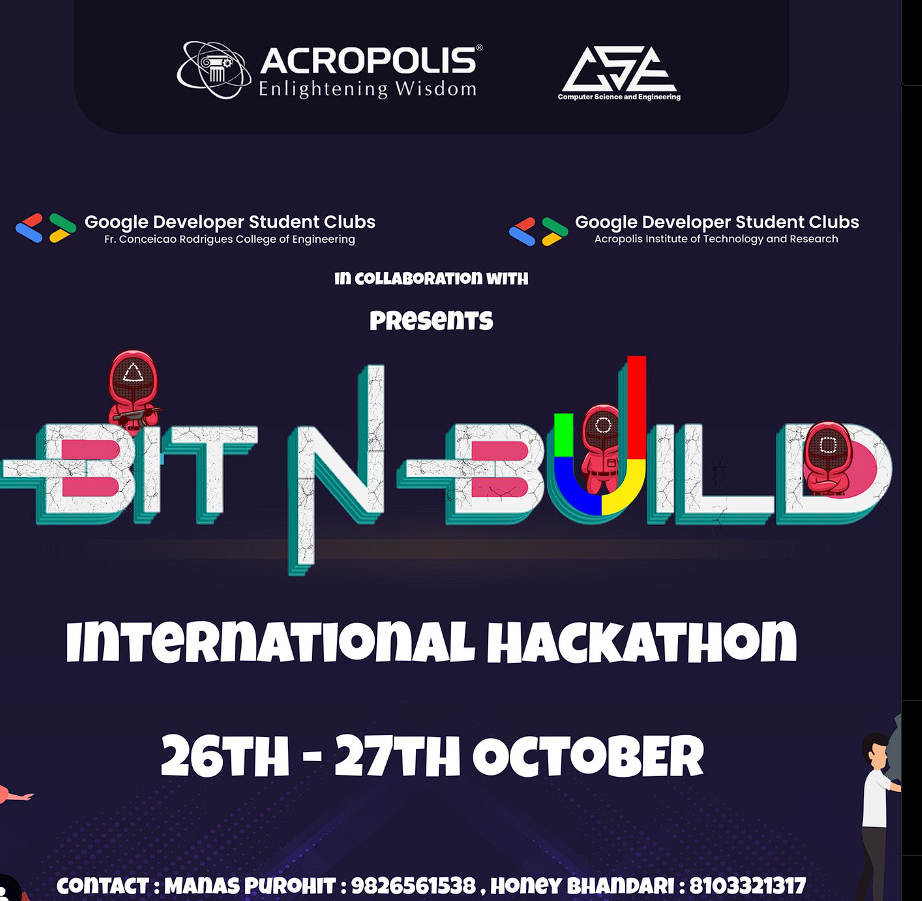 ACROPOLIS®
Enlightening Wisdom
CSE
Computer Science and Engineering
Google Developer Student Clubs
Fr. Conceicao Rodrigues College of Engineering
Google Developer Student Clubs
Acropolis Institute of Technology and Research
IN COLLABORATION WITH
PRESENTS
BIT N BUILD
INTERNATIONAL HACKATHON
26TH - 27TH OCTOBER
CONTACT : MANAS PUROHIT : 9826561538 , HONEY BHANDARI : 8103321317